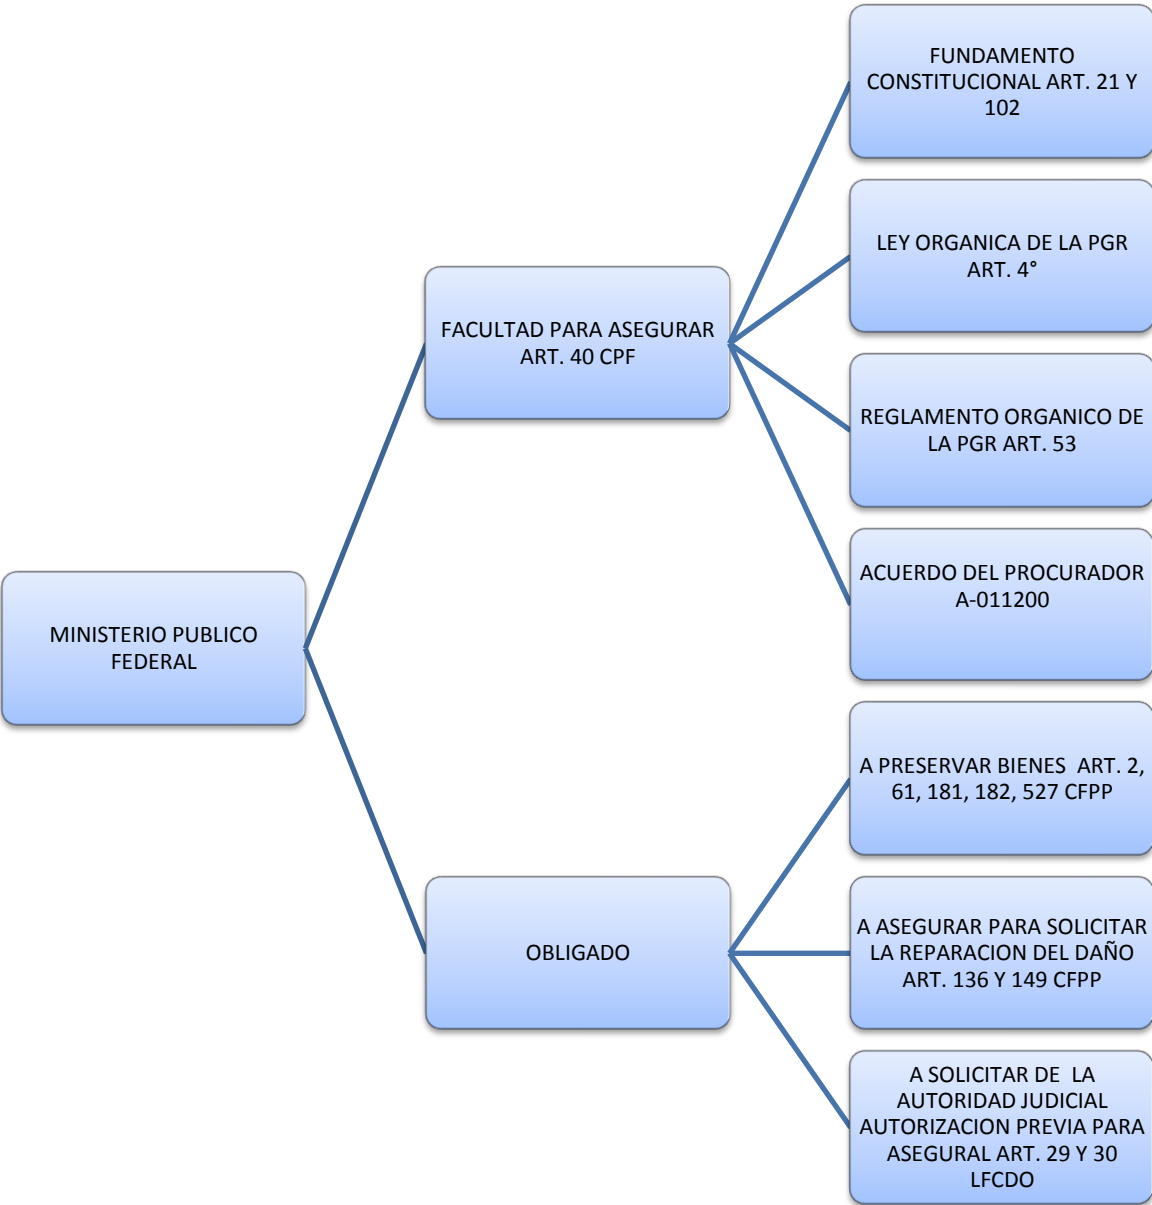 MINISTERIO PUBLICO
FEDERAL
FACULTAD PARA ASEGURAR
ART. 40 CPF
FUNDAMENTO
CONSTITUCIONAL ART. 21 Y
102
LEY ORGANICA DE LA PGR
ART. 4°
REGLAMENTO ORGANICO DE
LA PGR ART. 53
ACUERDO DEL PROCURADOR
A-011200
OBLIGADO
A PRESERVAR BIENES ART. 2,
61, 181, 182, 527 CFPP
A ASEGURAR PARA SOLICITAR
LA REPARACION DEL DAÑO
ART. 136 Y 149 CFPP
A SOLICITAR DE LA
AUTORIDAD JUDICIAL
AUTORIZACION PREVIA PARA
ASEGURAL ART. 29 Y 30
LFCDO